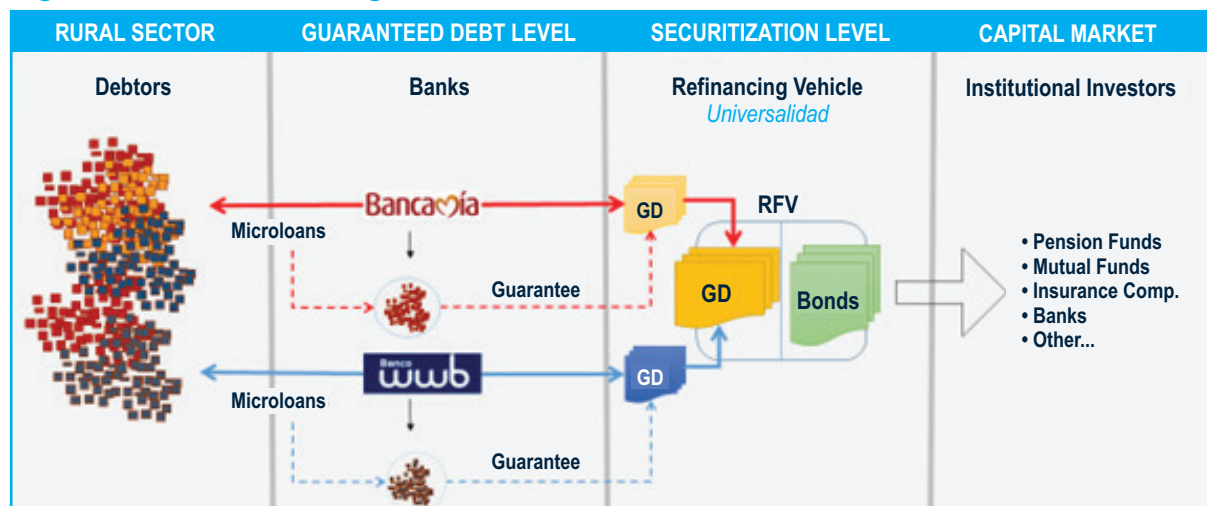 RURAL SECTOR
GUARANTEED DEBT LEVEL
SECURITIZATION LEVEL
CAPITAL MARKET
Debtors
Banks
Refinancing Vehicle
Universalidad
Institutional Investors
Bancamía
GD
RFV
Microloans
Guarantee
GD
Bonds
• Pension Funds
• Mutual Funds
• Insurance Comp.
• Banks
• Other...
Banco
wwb
GD
Microloans
Guarantee